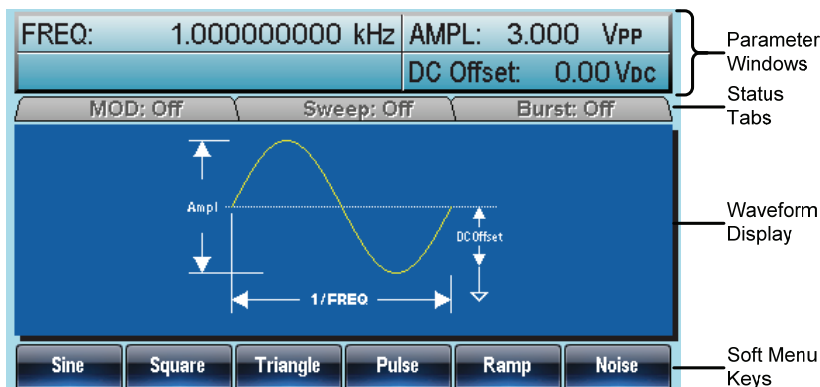 FREQ: 1.000000000 kHz AMPL: 3.000 VPP
DC Offset: 0.00 VDC
Parameter
Windows
MOD: Off Sweep: Off Burst: Off
Status
Tabs
Ampl
DC Offset
1/FREQ
Waveform
Display
Sine Square Triangle Pulse Ramp Noise
Soft Menu
Keys